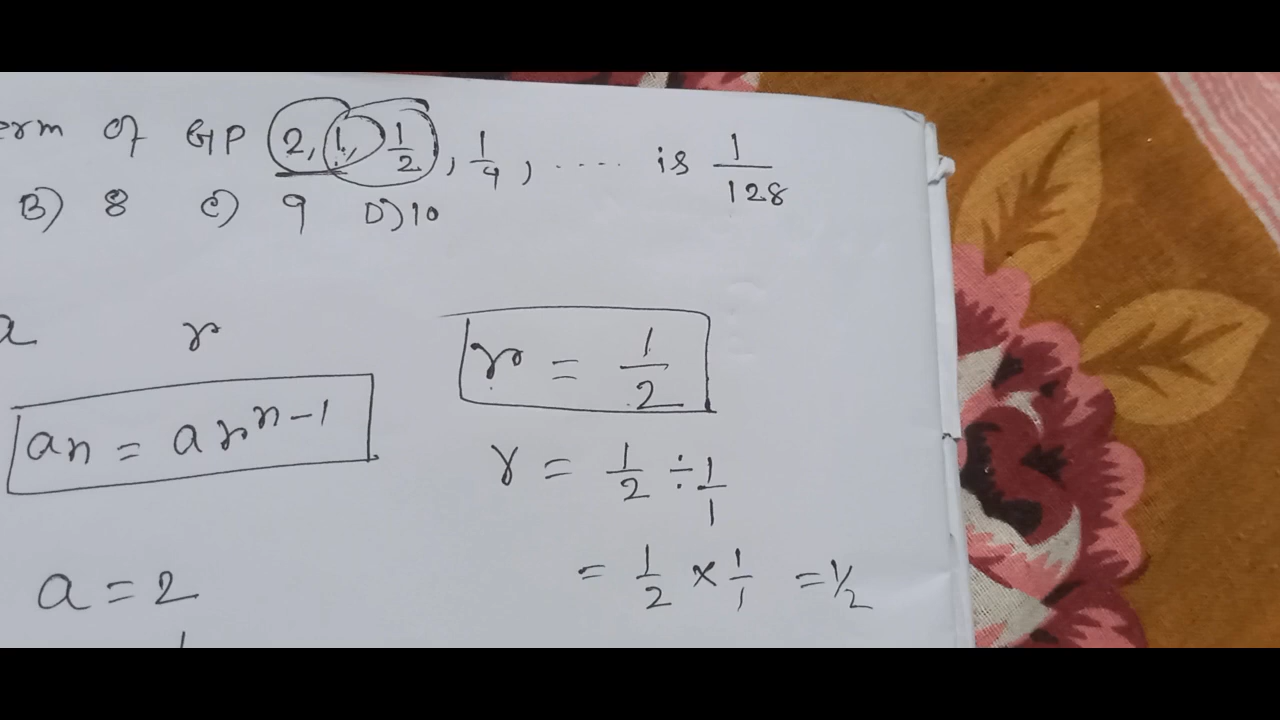 erm of GP 2, 1, 1/2, 1/4, ..... is 1/128
B) 8 C) 9 D) 10
a r
r = 1/2
an = ar^n-1
r = 1/2 ÷ 1/1
= 1/2 × 1/1 = 1/2
a = 2